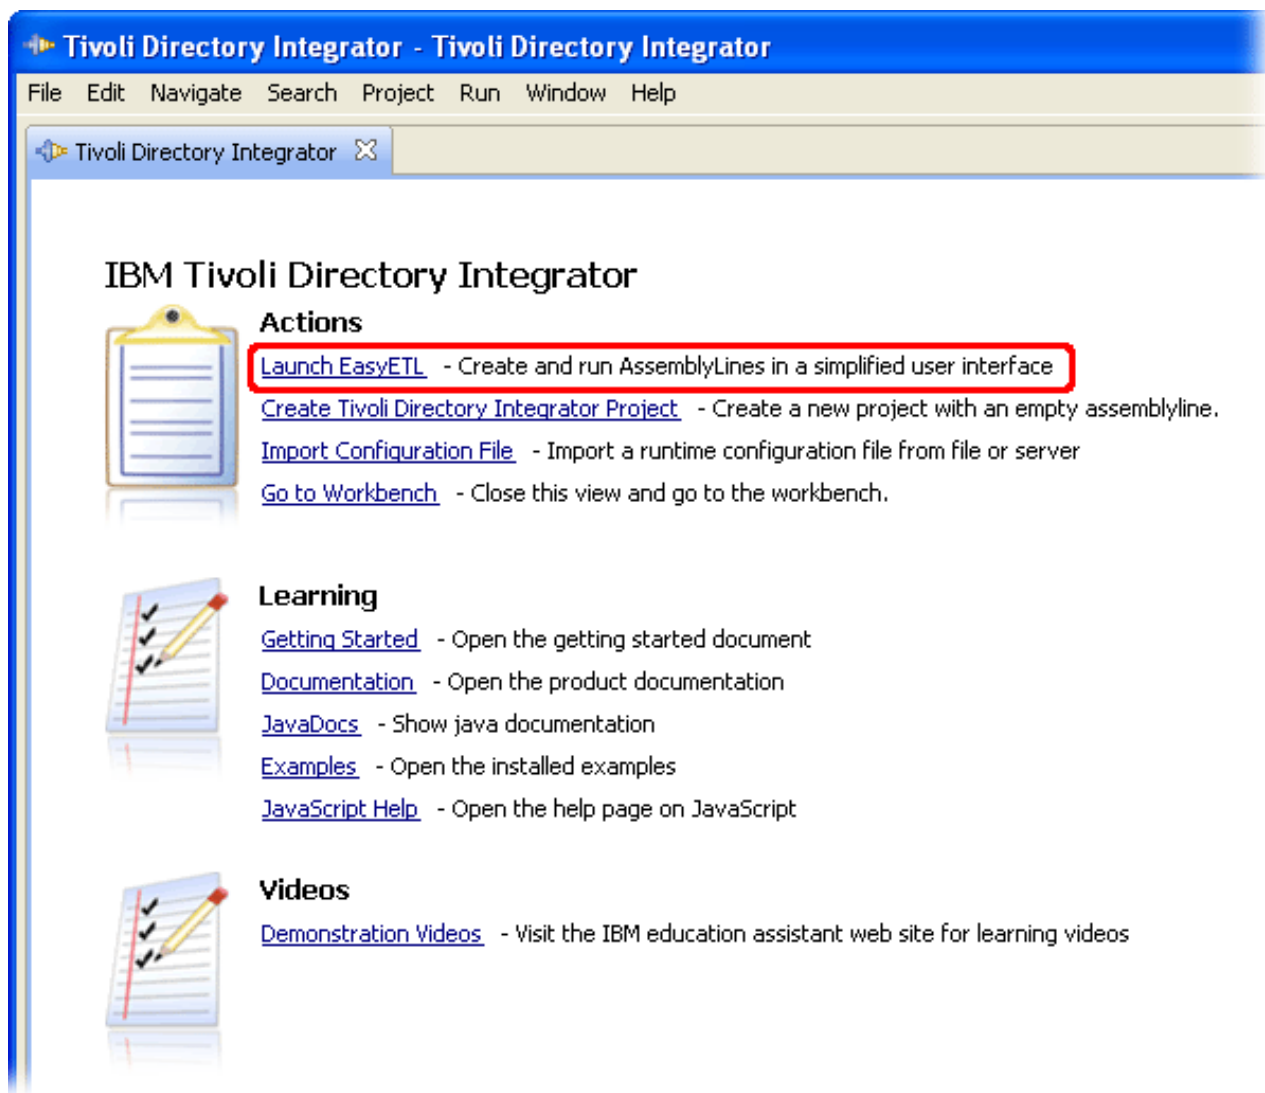 Tivoli Directory Integrator - Tivoli Directory Integrator
File Edit Navigate Search Project Run Window Help
Tivoli Directory Integrator
IBM Tivoli Directory Integrator
Actions
Launch EasyETL - Create and run AssemblyLines in a simplified user interface
Create Tivoli Directory Integrator Project - Create a new project with an empty assemblyline.
Import Configuration File - Import a runtime configuration file from file or server
Go to Workbench - Close this view and go to the workbench.
Learning
Getting Started - Open the getting started document
Documentation - Open the product documentation
JavaDocs - Show java documentation
Examples - Open the installed examples
JavaScript Help - Open the help page on JavaScript
Videos
Demonstration Videos - Visit the IBM education assistant web site for learning videos